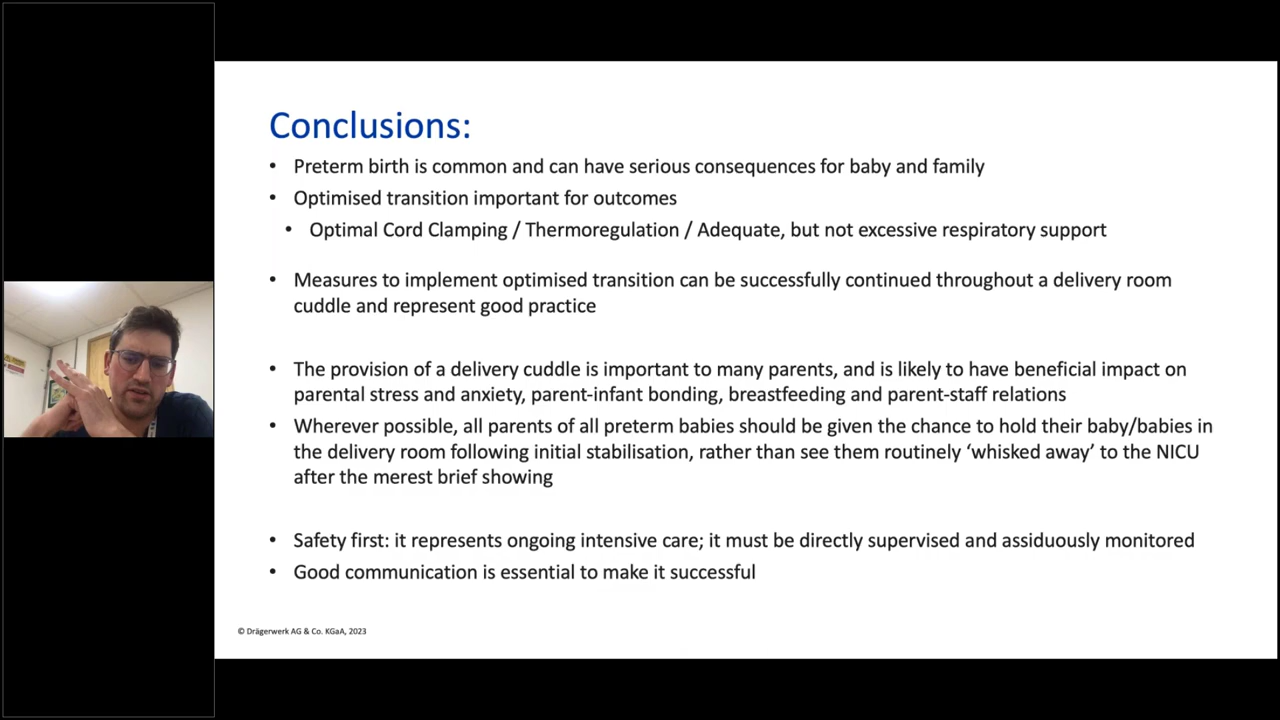 Conclusions:
• Preterm birth is common and can have serious consequences for baby and family
• Optimised transition important for outcomes
• Optimal Cord Clamping / Thermoregulation / Adequate, but not excessive respiratory support
• Measures to implement optimised transition can be successfully continued throughout a delivery room
cuddle and represent good practice
• The provision of a delivery cuddle is important to many parents, and is likely to have beneficial impact on
parental stress and anxiety, parent-infant bonding, breastfeeding and parent-staff relations
• Wherever possible, all parents of all preterm babies should be given the chance to hold their baby/babies in
the delivery room following initial stabilisation, rather than see them routinely ‘whisked away’ to the NICU
after the merest brief showing
• Safety first: it represents ongoing intensive care; it must be directly supervised and assiduously monitored
• Good communication is essential to make it successful
© Drägerwerk AG & Co. KGaA, 2023